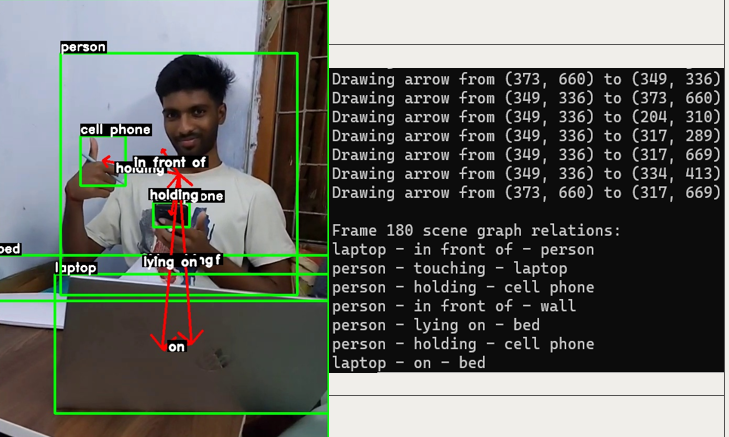 person
cell phone
in front of
holding
holding
one
bed
lying on
laptop
on
Drawing arrow from (373, 660) to (349, 336)
Drawing arrow from (349, 336) to (373, 660)
Drawing arrow from (349, 336) to (204, 310)
Drawing arrow from (349, 336) to (317, 289)
Drawing arrow from (349, 336) to (317, 669)
Drawing arrow from (349, 336) to (334, 413)
Drawing arrow from (373, 660) to (317, 669)
Frame 180 scene graph relations:
laptop - in front of - person
person - touching - laptop
person - holding - cell phone
person - in front of - wall
person - lying on - bed
person - holding - cell phone
laptop - on - bed